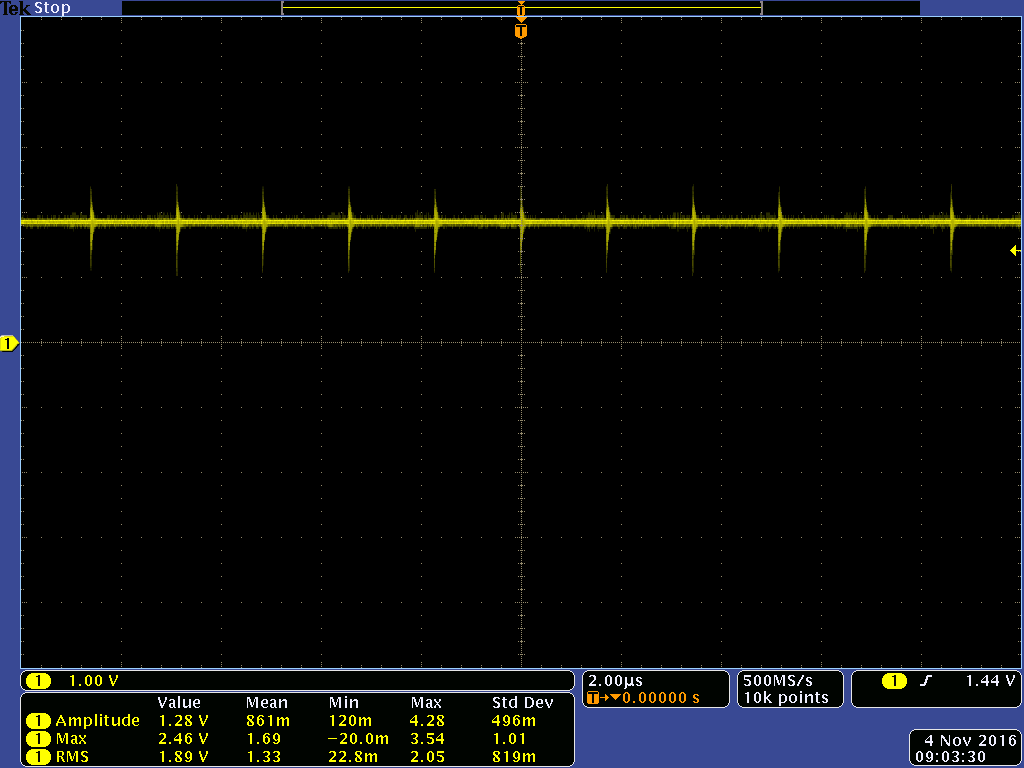 Tek Stop
T
T
1
1 1.00 V
2.00μs
T→▼0.00000 s
500MS/s
10k points
1 ʃ 1.44 V
Value Mean Min Max Std Dev
1 Amplitude 1.28 V 861m 120m 4.28 496m
1 Max 2.46 V 1.69 −20.0m 3.54 1.01
1 RMS 1.89 V 1.33 22.8m 2.05 819m
4 Nov 2016
09:03:30